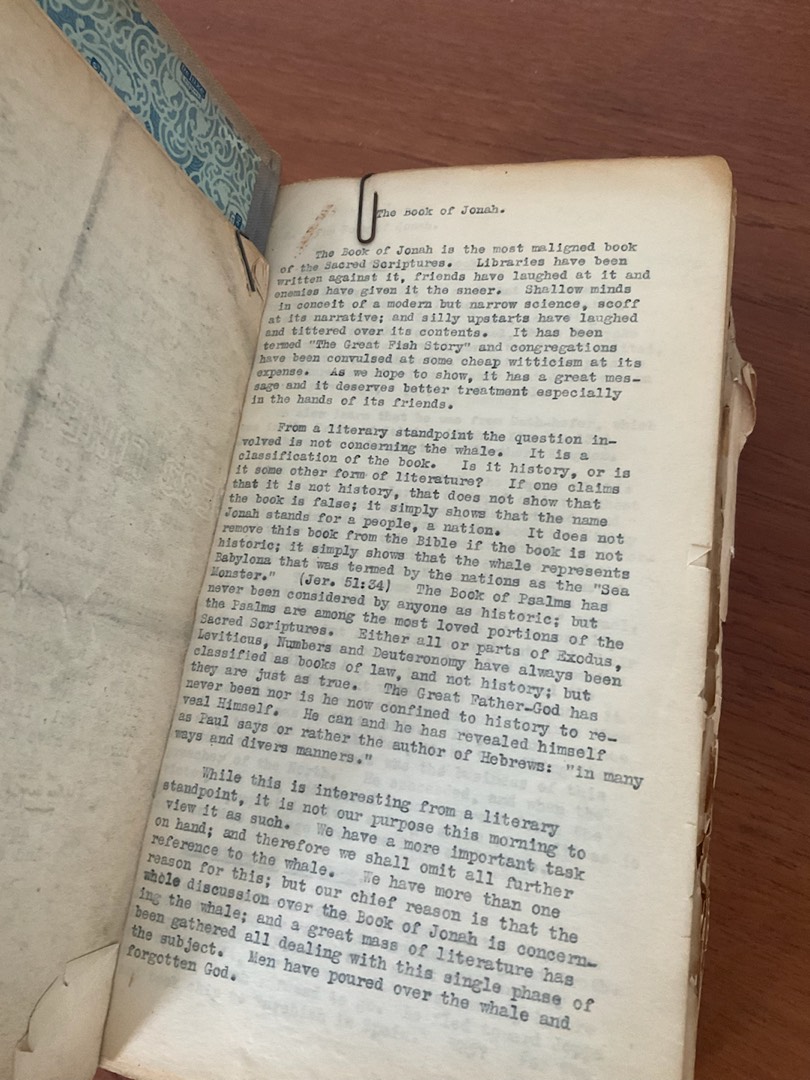 The Book of Jonah.
The Book of Jonah is the most maligned book
of the Sacred Scriptures. Libraries have been
written against it, friends have laughed at it and
enemies have given it the sneer. Shallow minds
in conceit of a modern but narrow science, scoff
at its narrative; and silly upstarts have laughed
and tittered over its contents. It has been
termed "The Great Fish Story" and congregations
have been convulsed at some cheap witticism at its
expense. As we hope to show, it has a great mes-
sage and it deserves better treatment especially
in the hands of its friends.
From a literary standpoint the question in-
volved is not concerning the whale. It is a
classification of the book. Is it history, or is
it some other form of literature? If one claims
that it is not history, that does not show that
the book is false; it simply shows that the name
Jonah stands for a people, a nation. It does not
remove this book from the Bible if the book is not
historic; it simply shows that the whale represents
Babylona that was termed by the nations as the "Sea
Monster." (Jer. 51:34) The Book of Psalms has
never been considered by anyone as historic; but
the Psalms are among the most loved portions of the
Sacred Scriptures. Either all or parts of Exodus,
Leviticus, Numbers and Deuteronomy have always been
classified as books of law, and not history; but
they are just as true. The Great Father-God has
never been nor is he now confined to history to re-
veal Himself. He can and he has revealed himself
as Paul says or rather the author of Hebrews: "in many
ways and divers manners."
While this is interesting from a literary
standpoint, it is not our purpose this morning to
view it as such. We have a more important task
on hand; and therefore we shall omit all further
reference to the whale. We have more than one
reason for this; but our chief reason is that the
whole discussion over the Book of Jonah is concern-
ing the whale; and a great mass of literature has
been gathered all dealing with this single phase of
the subject. Men have poured over the whale and
forgotten God.